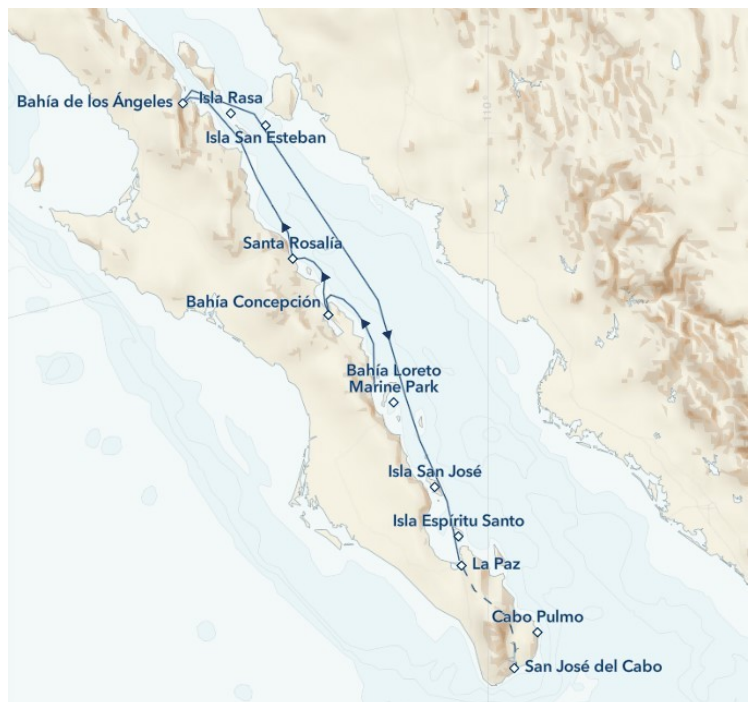 Bahía de los Ángeles
Isla Rasa
Isla San Esteban
110°
Santa Rosalía
Bahía Concepción
Bahía Loreto
Marine Park
Isla San José
Isla Espíritu Santo
La Paz
Cabo Pulmo
San José del Cabo